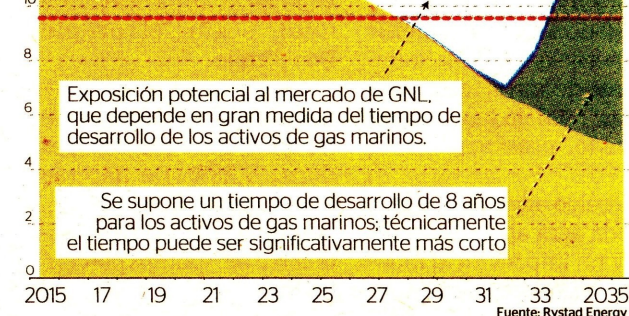 10
8
Exposición potencial al mercado de GNL,
que depende en gran medida del tiempo de
desarrollo de los activos de gas marinos.
6
4
Se supone un tiempo de desarrollo de 8 años
para los activos de gas marinos; técnicamente
el tiempo puede ser significativamente más corto
2
0
2015 17 19 21 23 25 27 29 31 33 2035
Fuente: Rystad Energy